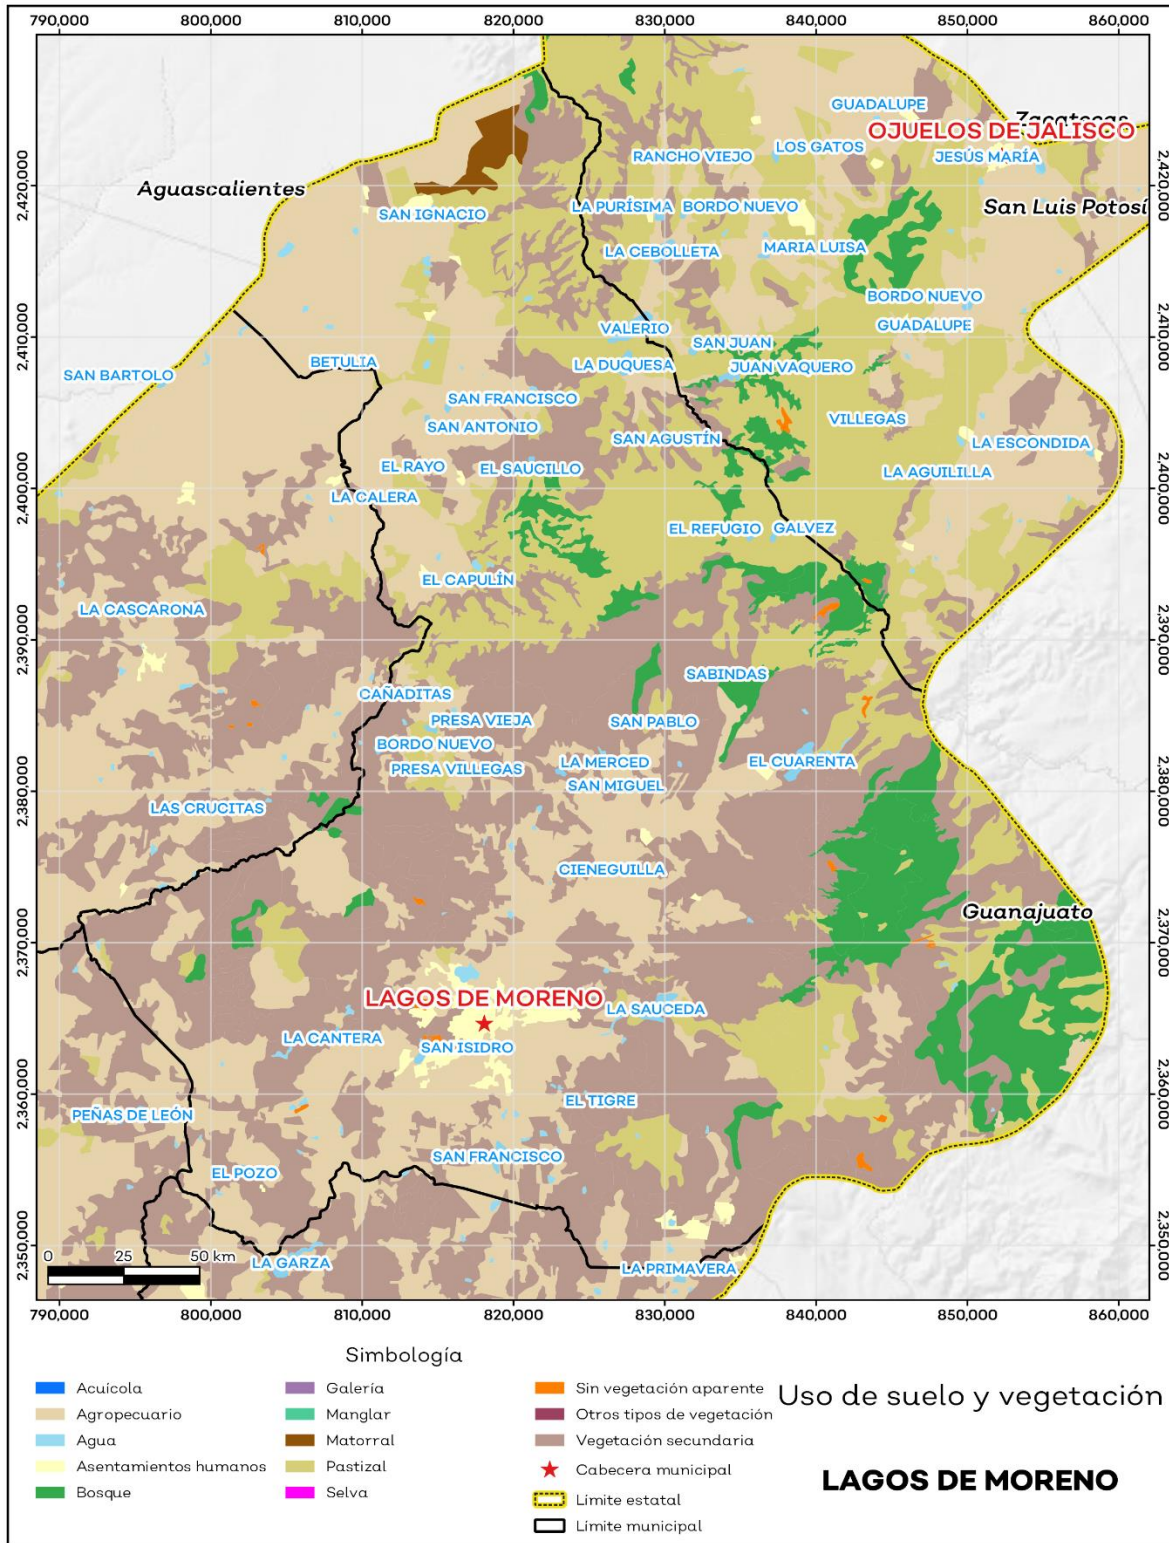 790,000 800,000 810,000 820,000 830,000 840,000 850,000 860,000
GUADALUPE
Zacatecas
OJUELOS DE JALISCO
LOS GATOS
RANCHO VIEJO
JESÚS MARÍA
2,420,000
2,420,000
Aguascalientes
LA PURÍSIMA
BORDO NUEVO
San Luis Potosí
SAN IGNACIO
LA CEBOLLETA
MARIA LUISA
BORDO NUEVO
VALERIO
GUADALUPE
2,410,000
2,410,000
SAN JUAN
BETULIA
LA DUQUESA
JUAN VAQUERO
SAN BARTOLO
SAN FRANCISCO
VILLEGAS
SAN ANTONIO
SAN AGUSTÍN
LA ESCONDIDA
EL RAYO
EL SAUCILLO
LA AGUILILLA
2,400,000
2,400,000
LA CALERA
EL REFUGIO
GALVEZ
EL CAPULÍN
LA CASCARONA
2,390,000
2,390,000
SABINDAS
CAÑADITAS
PRESA VIEJA
SAN PABLO
BORDO NUEVO
LA MERCED
EL CUARENTA
PRESA VILLEGAS
SAN MIGUEL
2,380,000
2,380,000
LAS CRUCITAS
CIENEGUILLA
Guanajuato
2,370,000
2,370,000
LAGOS DE MORENO
LA SAUCEDA
LA CANTERA
SAN ISIDRO
2,360,000
2,360,000
EL TIGRE
PEÑAS DE LEÓN
SAN FRANCISCO
EL POZO
2,350,000
2,350,000
0 25 50 km
LA GARZA
LA PRIMAVERA
790,000 800,000 810,000 820,000 830,000 840,000 850,000 860,000
Simbología
Acuícola
Agropecuario
Agua
Asentamientos humanos
Bosque
Galería
Manglar
Matorral
Pastizal
Selva
Sin vegetación aparente
Otros tipos de vegetación
Vegetación secundaria
Cabecera municipal
Límite estatal
Límite municipal
Uso de suelo y vegetación
LAGOS DE MORENO